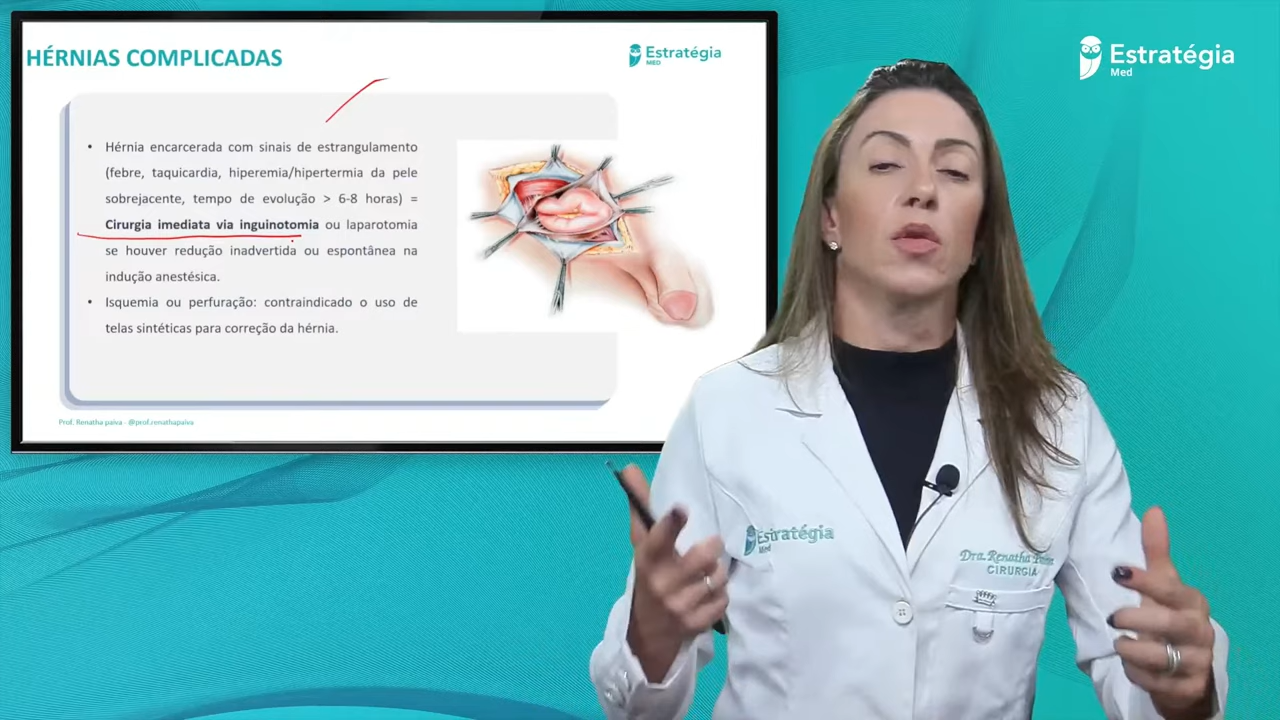 HÉRNIAS COMPLICADAS
Estratégia
MED
• Hérnia encarcerada com sinais de estrangulamento
(febre, taquicardia, hiperemia/hipertermia da pele
sobrejacente, tempo de evolução > 6-8 horas) =
Cirurgia imediata via inguinotomia ou laparotomia
se houver redução inadvertida ou espontânea na
indução anestésica.
• Isquemia ou perfuração: contraindicado o uso de
telas sintéticas para correção da hérnia.
Prof. Renatha paiva - @prof.renathapaiva
Estratégia
Med
Estratégia
Med
Dra. Renatha
CIRURGIA